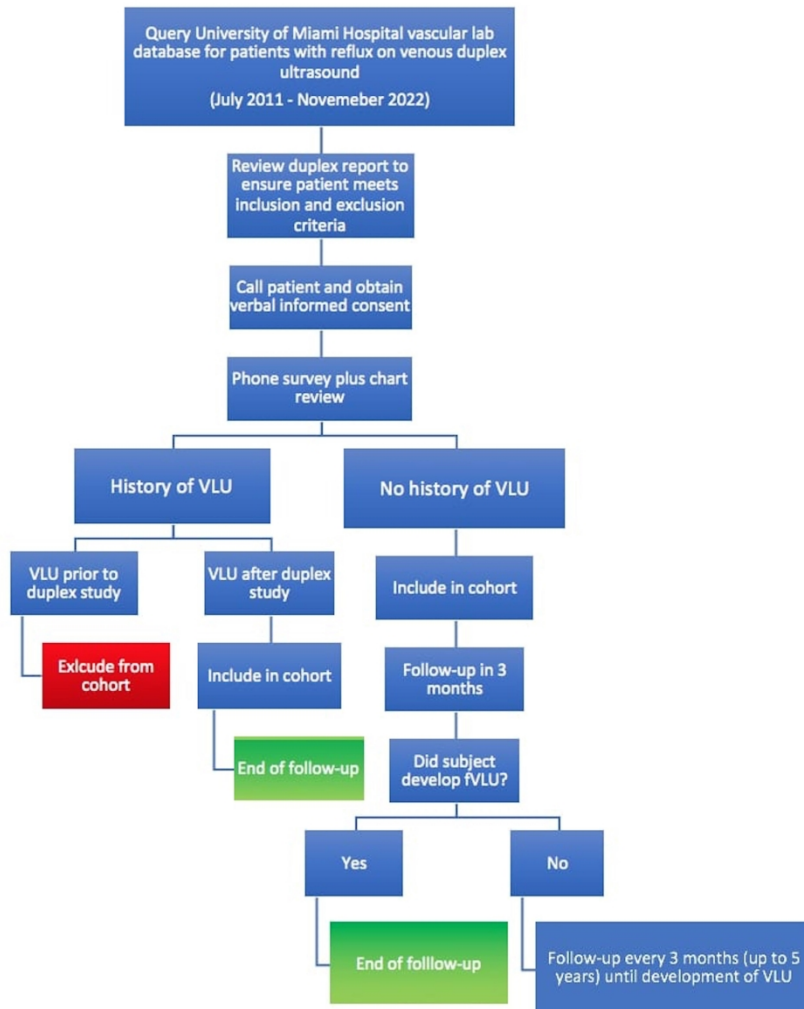 Query University of Miami Hospital vascular lab
database for patients with reflux on venous duplex
ultrasound
(July 2011 - Novemeber 2022)
Review duplex report to
ensure patient meets
inclusion and exclusion
criteria
Call patient and obtain
verbal informed consent
Phone survey plus chart
review
History of VLU
No history of VLU
VLU prior to
duplex study
VLU after duplex
study
Include in cohort
Exlcude from
cohort
Include in cohort
Follow-up in 3
months
End of follow-up
Did subject
develop fVLU?
Yes
No
End of folllow-up
Follow-up every 3 months (up to 5
years) until development of VLU